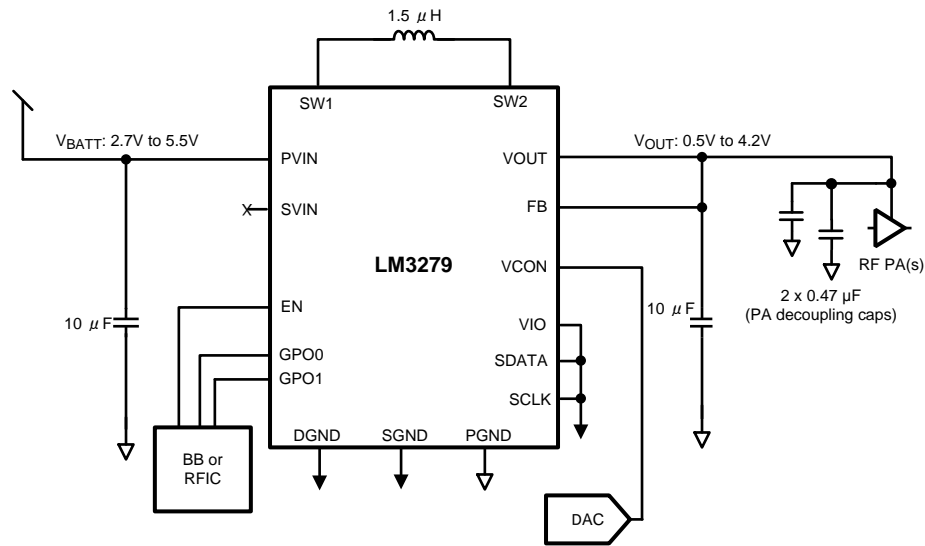 1.5 μH
SW1
SW2
VBATT: 2.7V to 5.5V
VOUT: 0.5V to 4.2V
PVIN
VOUT
SVIN
X
FB
LM3279
VCON
RF PA(s)
2 x 0.47 μF
(PA decoupling caps)
EN
10 μF
10 μF
VIO
GPO0
SDATA
GPO1
SCLK
DGND
SGND
PGND
BB or
RFIC
DAC